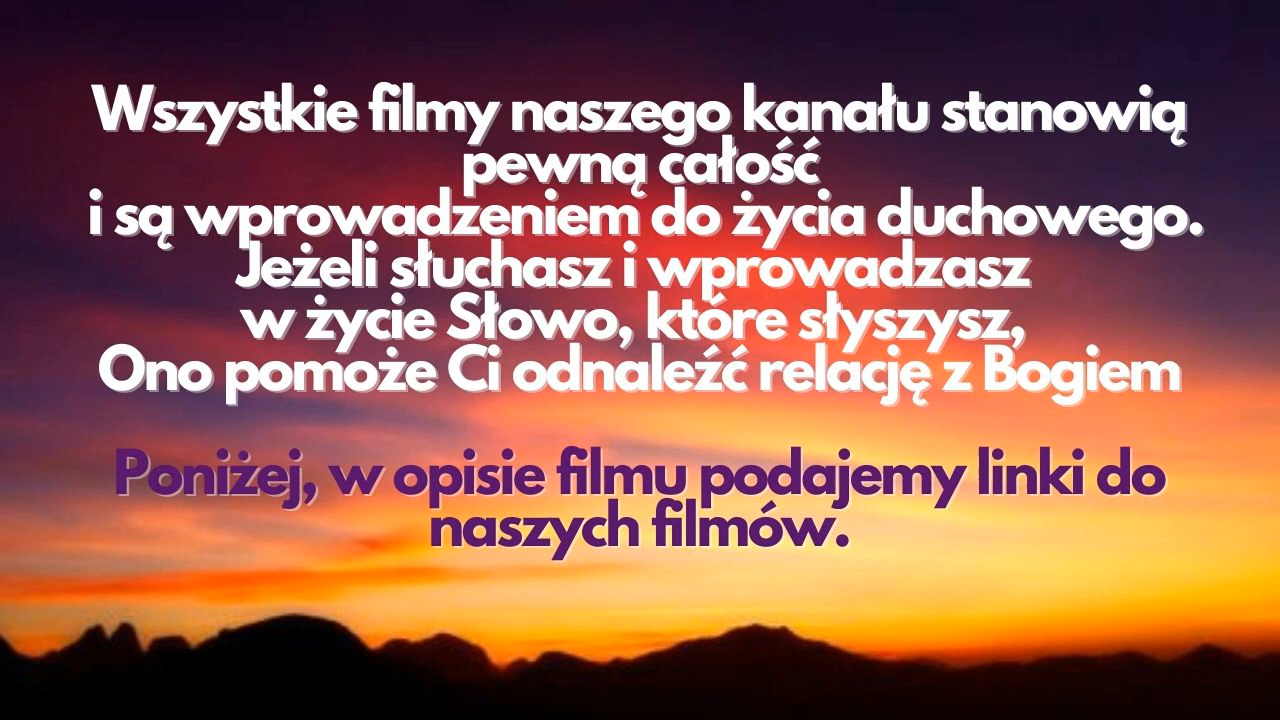 Wszystkie filmy naszego kanału stanowią
pewną całość
i są wprowadzeniem do życia duchowego.
Jeżeli słuchasz i wprowadzasz
w życie Słowo, które słyszysz,
Ono pomoże Ci odnaleźć relację z Bogiem
Poniżej, w opisie filmu podajemy linki do
naszych filmów.